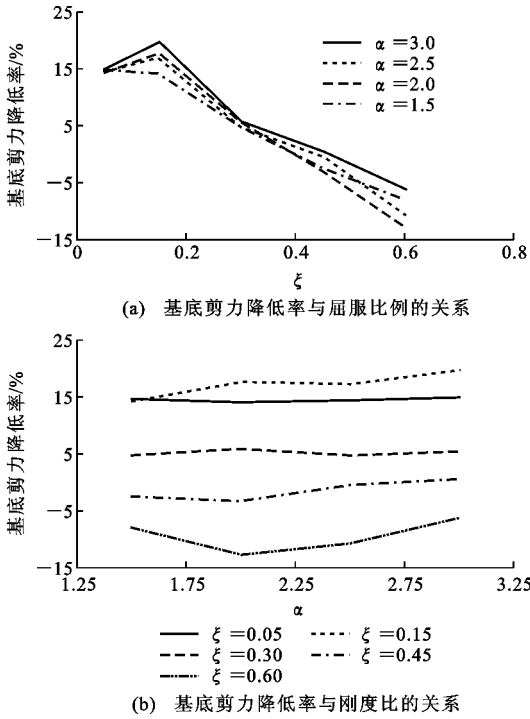 25
15
5
−5
−15
0
0.2
0.4
0.6
0.8
基底剪力降低率/%
ξ
α=3.0
α=2.5
α=2.0
α=1.5
(a) 基底剪力降低率与屈服比例的关系
25
15
5
−5
−15
1.25
1.75
2.25
2.75
3.25
基底剪力降低率/%
α
ξ=0.05
ξ=0.15
ξ=0.30
ξ=0.45
ξ=0.60
(b) 基底剪力降低率与刚度比的关系